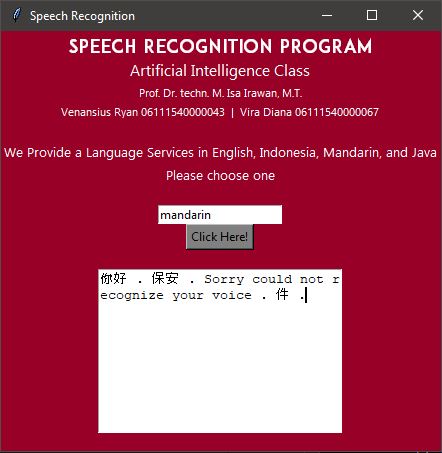 Speech Recognition
SPEECH RECOGNITION PROGRAM
Artificial Intelligence Class
Prof. Dr. techn. M. Isa Irawan, M.T.
Venansius Ryan 06111540000043 | Vira Diana 06111540000067
We Provide a Language Services in English, Indonesia, Mandarin, and Java
Please choose one
mandarin
Click Here!
你好 . 保安 . Sorry could not r
ecognize your voice . 件 .